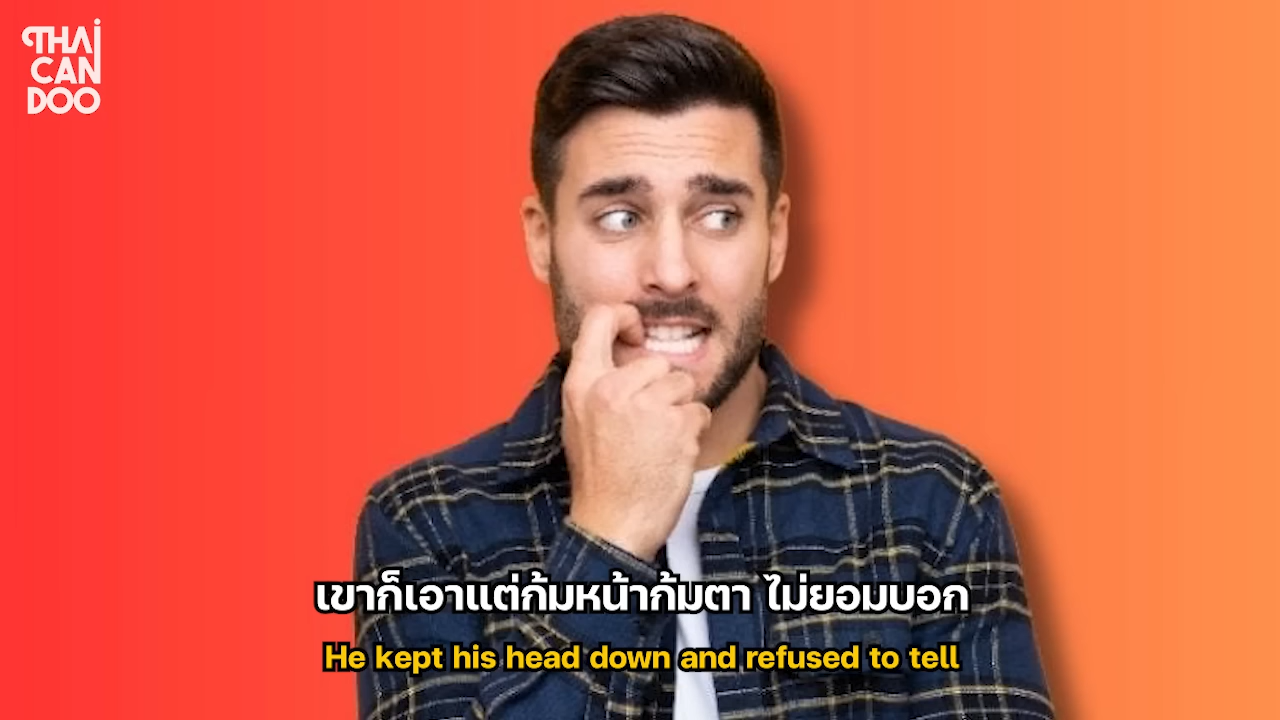 THAI
CAN
DOO
เขาก็เอาแต่ก้มหน้าก้มตา ไม่ยอมบอก
He kept his head down and refused to tell